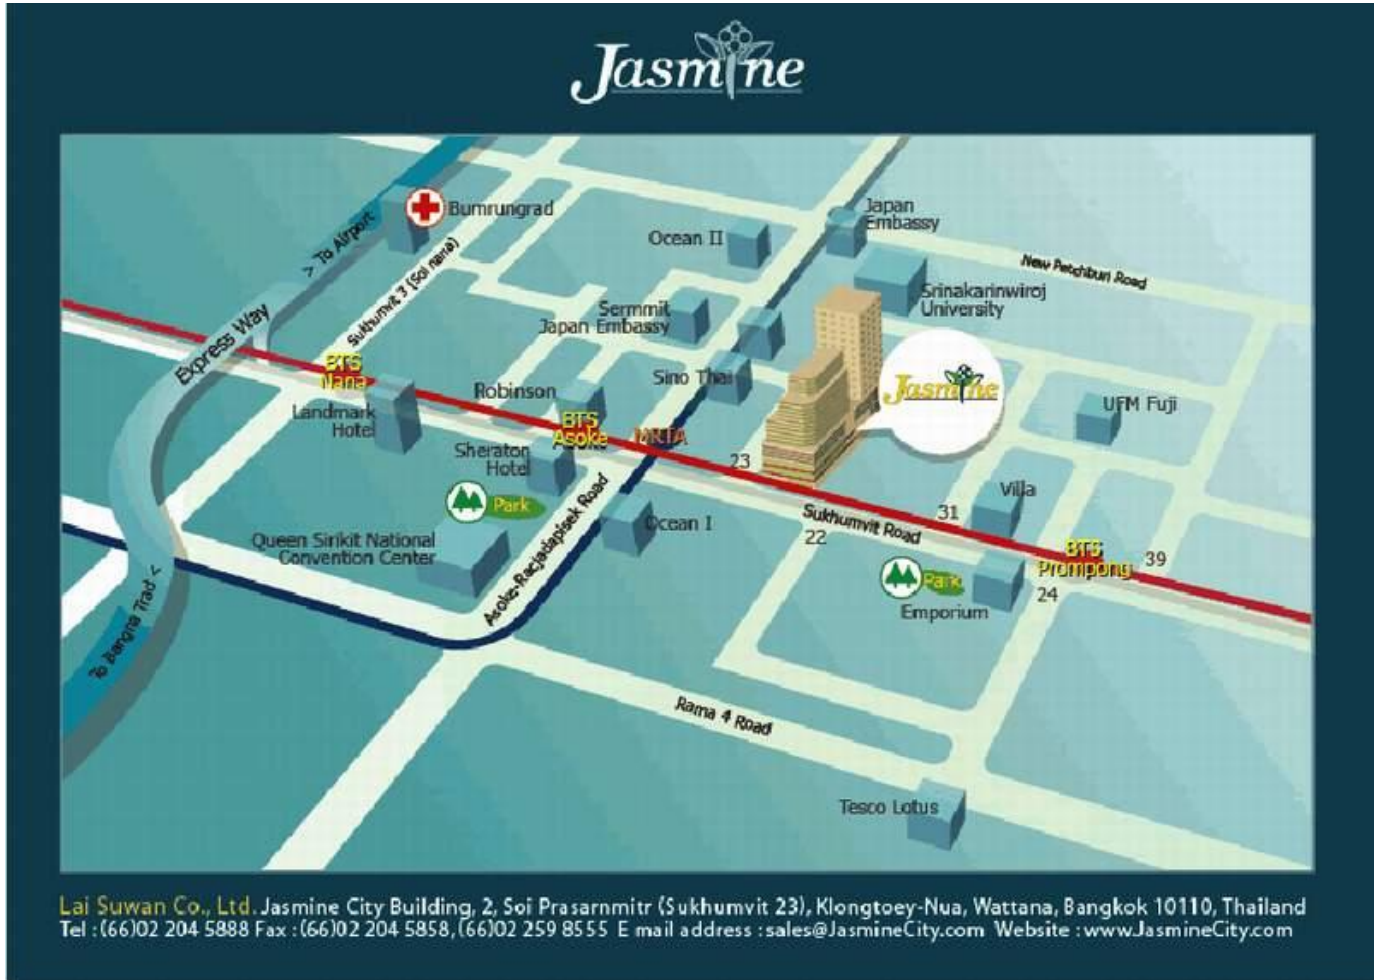 Jasmine
Bumrungrad
> To Airport
Sukhumvit 3 (Soi nana)
Express Way
Ocean II
Japan
Embassy
New Petchburi Road
Srinakarinwiroj
University
Sermmit
Japan Embassy
Sino Thai
Jasmine
BTS
Nana
Landmark
Hotel
Robinson
BTS
Asoke
MRTA
UFM Fuji
Sheraton
Hotel
23
Villa
Park
Asoke-Racjadapisek Road
Ocean I
Sukhumvit Road
31
22
Queen Sirikit National
Convention Center
BTS
Prompong
39
Park
Emporium
24
To Bangna Trad <
Rama 4 Road
Tesco Lotus
Lai Suwan Co., Ltd. Jasmine City Building, 2, Soi Prasarnmitr (Sukhumvit 23), Klongtoey-Nua, Wattana, Bangkok 10110, Thailand
Tel :(66)02 204 5888 Fax :(66)02 204 5858, (66)02 259 8555 E mail address :sales@JasmineCity.com Website : www.JasmineCity.com